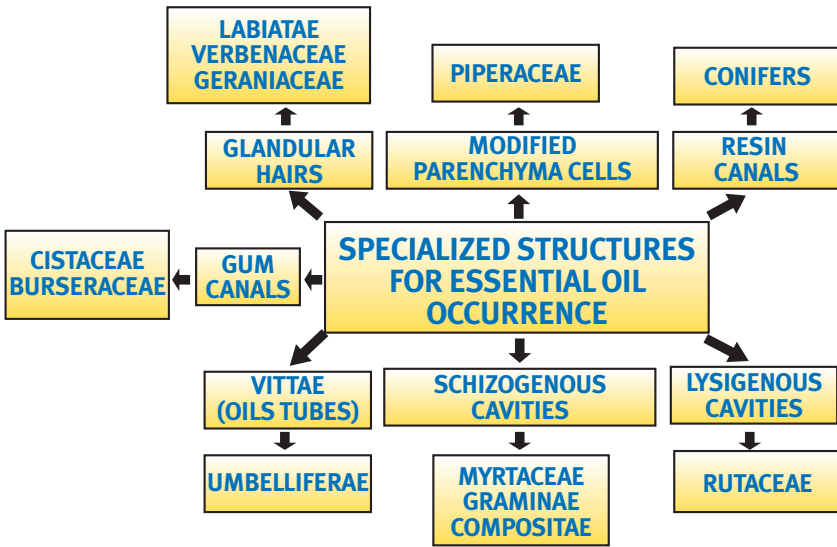 LABIATAE
VERBENACEAE
GERANIACEAE
PIPERACEAE
CONIFERS
GLANDULAR
HAIRS
MODIFIED
PARENCHYMA CELLS
RESIN
CANALS
CISTACEAE
BURSERACEAE
GUM
CANALS
SPECIALIZED STRUCTURES
FOR ESSENTIAL OIL
OCCURRENCE
VITTAE
(OILS TUBES)
SCHIZOGENOUS
CAVITIES
LYSIGENOUS
CAVITIES
UMBELLIFERAE
MYRTACEAE
GRAMINAE
COMPOSITAE
RUTACEAE